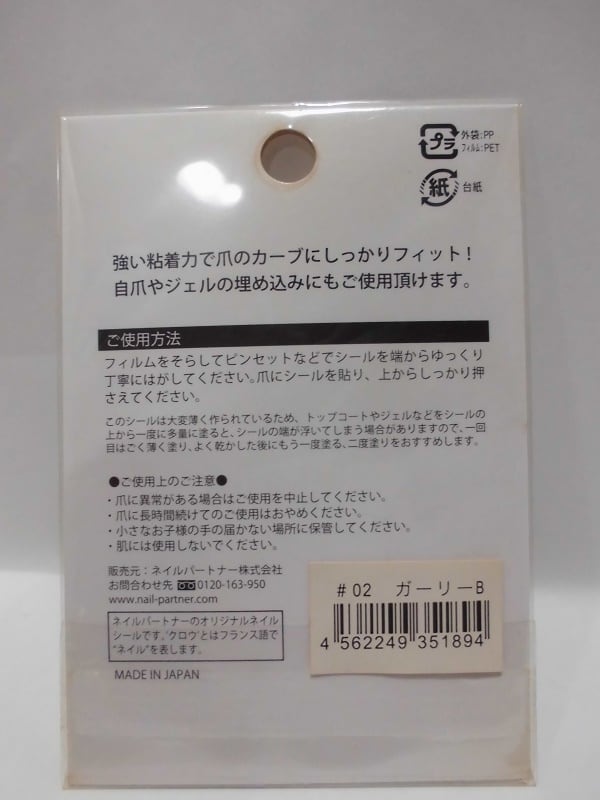 プラ
外袋:PP
フィルム:PET
紙
台紙
強い粘着力で爪のカーブにしっかりフィット!
自爪やジェルの埋め込みにもご使用頂けます。
ご使用方法
フィルムをそらしてピンセットなどでシールを端からゆっくり
丁寧にはがしてください。爪にシールを貼り、上からしっかり押
さえてください。
このシールは大変薄く作られているため、トップコートやジェルなどをシールの
上から一度に多量に塗ると、シールの端が浮いてしまう場合がありますので、一回
目はごく薄く塗り、よく乾かした後にもう一度塗る、二度塗りをおすすめします。
●ご使用上のご注意●
・爪に異常がある場合はご使用を中止してください。
・爪に長時間続けてのご使用はおやめください。
・小さなお子様の手の届かない場所に保管してください。
・肌には使用しないでください。
販売元:ネイルパートナー株式会社
お問合わせ先 0120-163-950
www.nail-partner.com
ネイルパートナーのオリジナルネイル
シールです。'クロウ'とはフランス語で
"ネイル"を表します。
MADE IN JAPAN
#02 ガーリーB
4 562249 351894